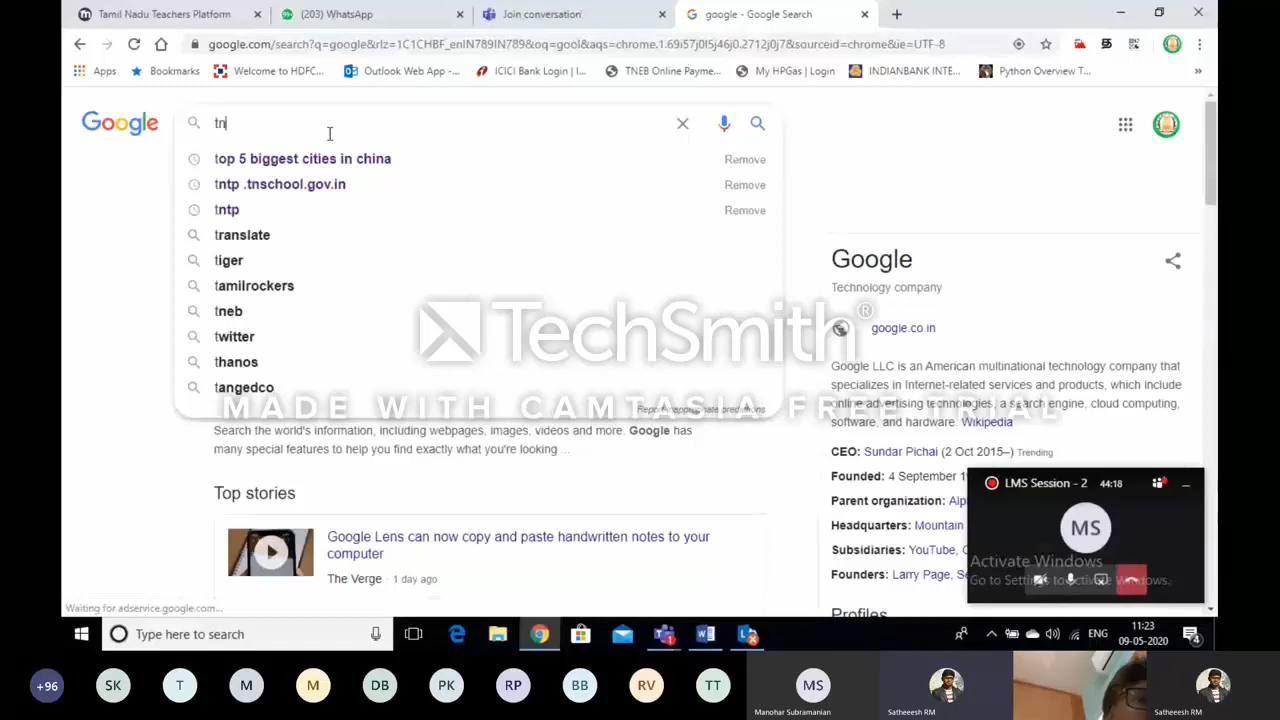 Tamil Nadu Teachers Platform
(203) WhatsApp
Join conversation
google - Google Search
google.com/search?q=google&rlz=1C1CHBF_enIN789IN789&oq=gool&aqs=chrome.1.69i57j0l5j46j0.2712j0j7&sourceid=chrome&ie=UTF-8
Apps
Bookmarks
Welcome to HDFC...
Outlook Web App -...
ICICI Bank Login | I...
TNEB Online Payme...
My HPGas | Login
INDIANBANK INTE...
Python Overview T...
»
Google
tn
top 5 biggest cities in china
Remove
tntp .tnschool.gov.in
Remove
tntp
Remove
translate
tiger
tamilrockers
tneb
twitter
thanos
tangedco
Report inappropriate predictions
TechSmith®
MADE WITH CAMTASIA FREE TRIAL
Search the world's information, including webpages, images, videos and more. Google has
many special features to help you find exactly what you're looking ...
Top stories
Google Lens can now copy and paste handwritten notes to your
computer
The Verge · 1 day ago
Google
Technology company
google.co.in
Google LLC is an American multinational technology company that
specializes in Internet-related services and products, which include
online advertising technologies, a search engine, cloud computing,
software, and hardware. Wikipedia
CEO: Sundar Pichai (2 Oct 2015–) Trending
Founded: 4 September 1
Parent organization: Alp
Headquarters: Mountain
Subsidiaries: YouTube,
Founders: Larry Page, Se
Profiles
LMS Session - 2
44:18
MS
Activate Windows
Go to Settings to activate Windows.
Waiting for adservice.google.com...
Type here to search
ENG
11:23
09-05-2020
4
+96
SK
T
M
M
DB
PK
RP
BB
RV
TT
MS
Manohar Subramanian
Satheeesh RM
Satheeesh RM